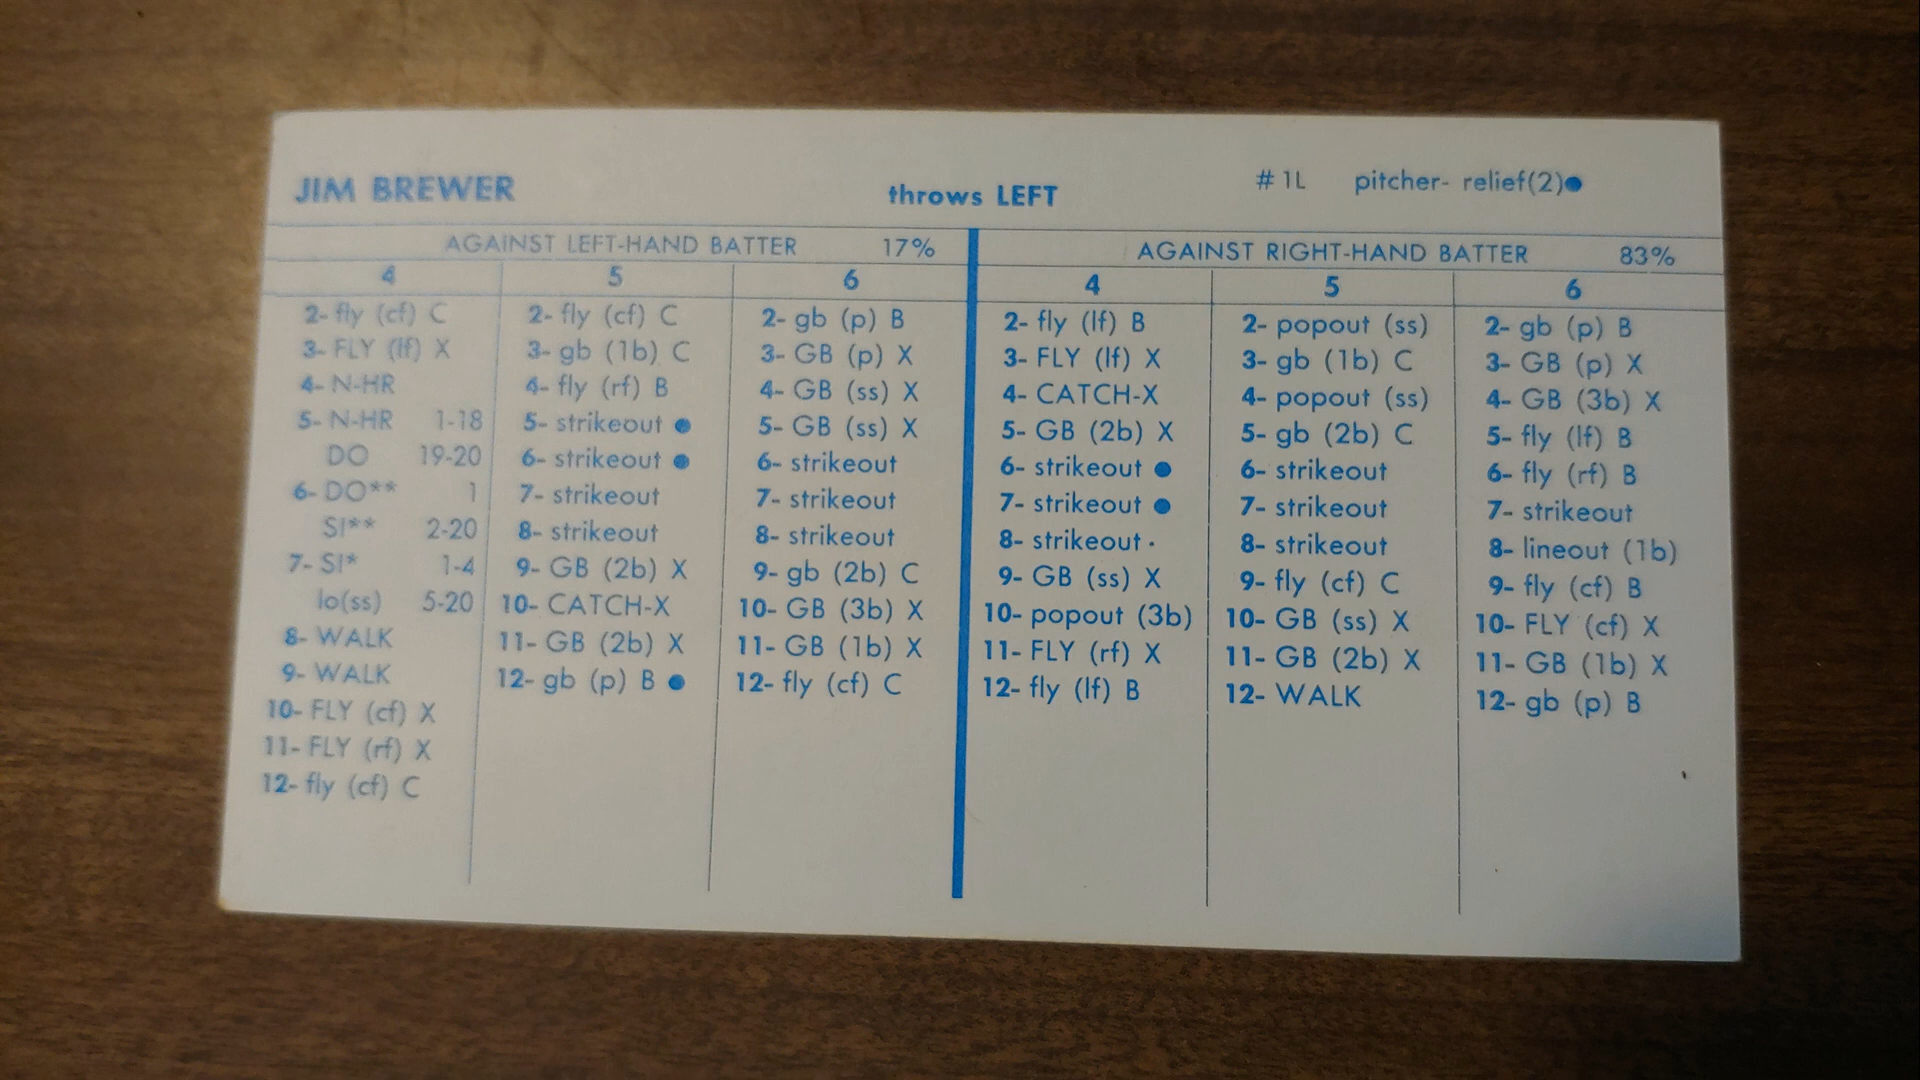 JIM BREWER throws LEFT # 1L pitcher- relief(2)●
AGAINST LEFT-HAND BATTER 17% AGAINST RIGHT-HAND BATTER 83%
4 5 6 4 5 6
2- fly (cf) C
3- FLY (lf) X
4- N-HR
5- N-HR 1-18
DO 19-20
6- DO** 1
SI** 2-20
7- SI* 1-4
lo(ss) 5-20
8- WALK
9- WALK
10- FLY (cf) X
11- FLY (rf) X
12- fly (cf) C
2- fly (cf) C
3- gb (1b) C
4- fly (rf) B
5- strikeout ●
6- strikeout ●
7- strikeout
8- strikeout
9- GB (2b) X
10- CATCH-X
11- GB (2b) X
12- gb (p) B ●
2- gb (p) B
3- GB (p) X
4- GB (ss) X
5- GB (ss) X
6- strikeout
7- strikeout
8- strikeout
9- gb (2b) C
10- GB (3b) X
11- GB (1b) X
12- fly (cf) C
2- fly (lf) B
3- FLY (lf) X
4- CATCH-X
5- GB (2b) X
6- strikeout ●
7- strikeout ●
8- strikeout ·
9- GB (ss) X
10- popout (3b)
11- FLY (rf) X
12- fly (lf) B
2- popout (ss)
3- gb (1b) C
4- popout (ss)
5- gb (2b) C
6- strikeout
7- strikeout
8- strikeout
9- fly (cf) C
10- GB (ss) X
11- GB (2b) X
12- WALK
2- gb (p) B
3- GB (p) X
4- GB (3b) X
5- fly (lf) B
6- fly (rf) B
7- strikeout
8- lineout (1b)
9- fly (cf) B
10- FLY (cf) X
11- GB (1b) X
12- gb (p) B